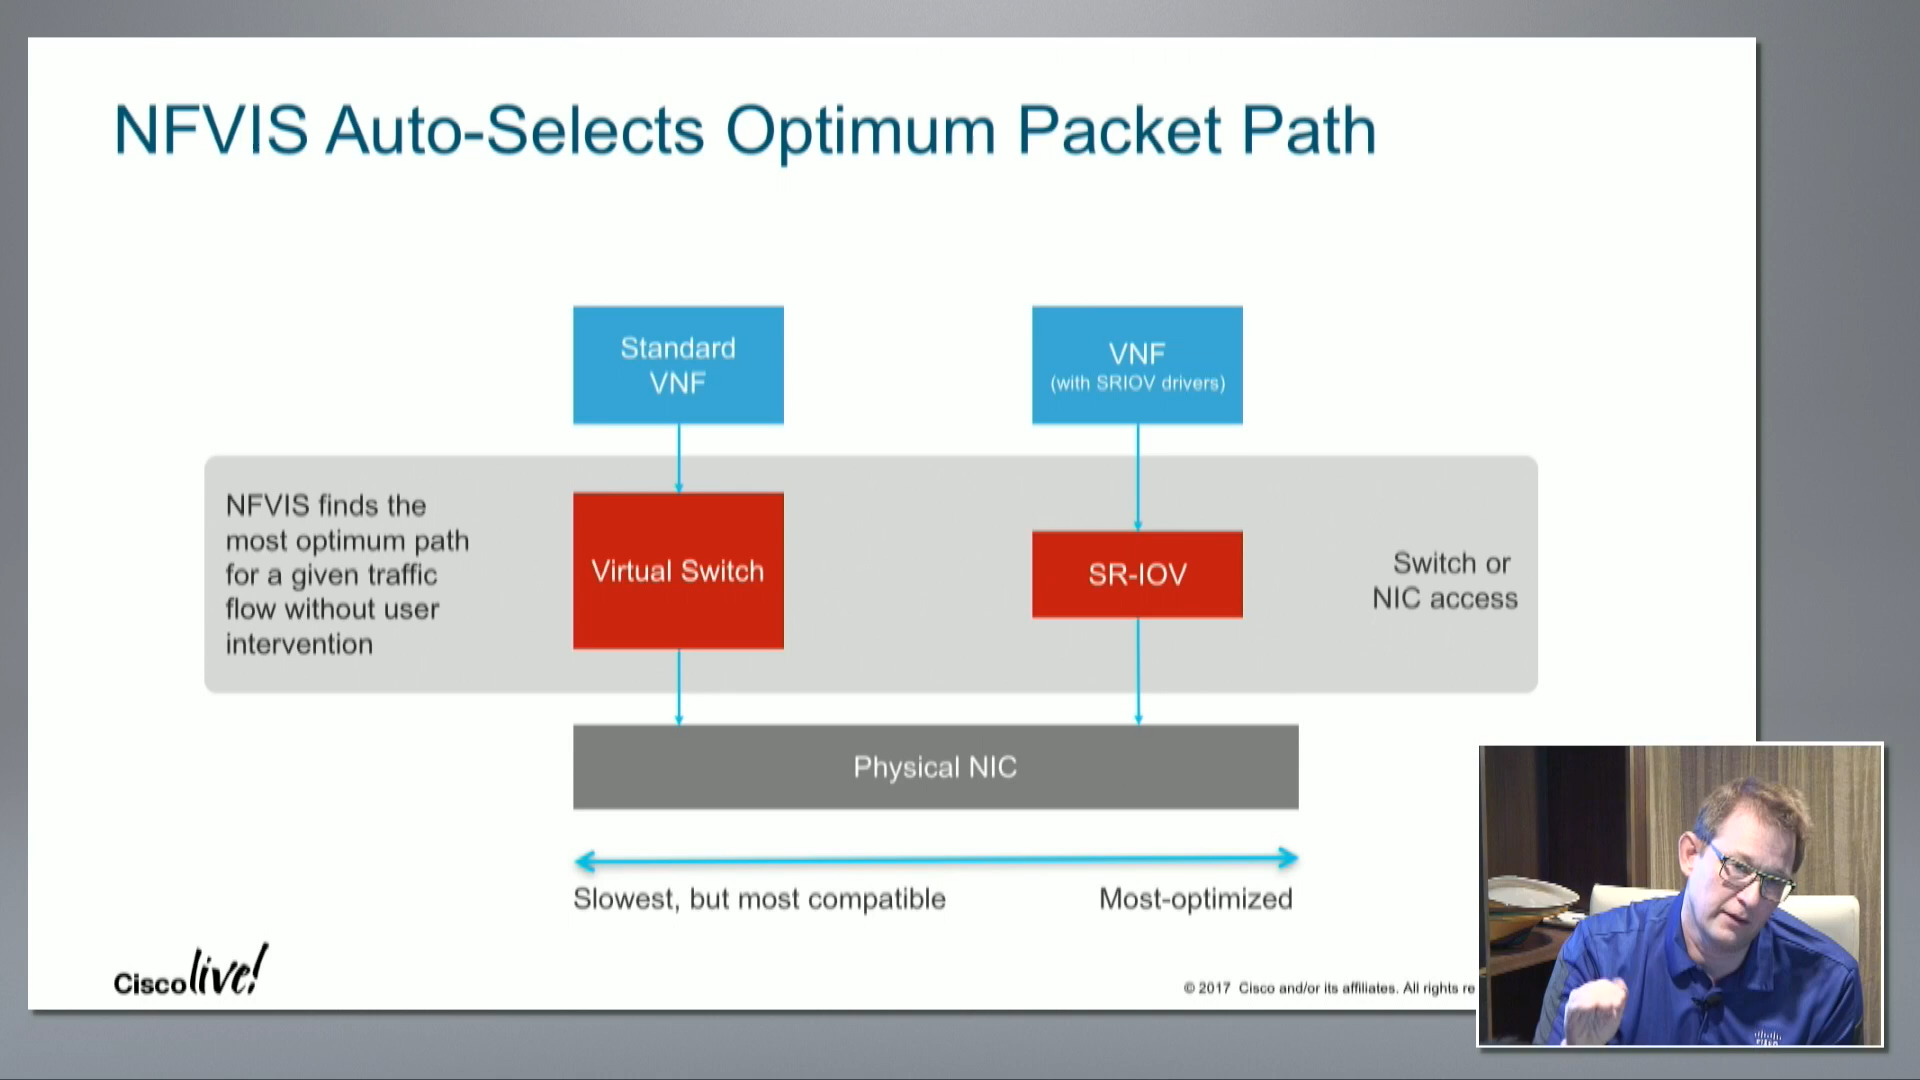 NFVIS Auto-Selects Optimum Packet Path
Standard
VNF
VNF
(with SRIOV drivers)
NFVIS finds the
most optimum path
for a given traffic
flow without user
intervention
Virtual Switch
SR-IOV
Switch or
NIC access
Physical NIC
Slowest, but most compatible
Most-optimized
Cisco live!
© 2017 Cisco and/or its affiliates. All rights re
CISCO